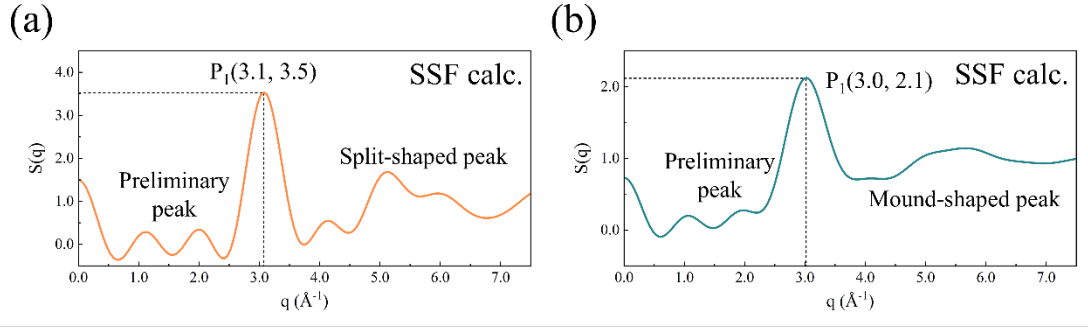 (a)
P₁(3.1, 3.5)
SSF calc.
4.0
3.0
2.0
1.0
0.0
S(q)
Preliminary
peak
Split-shaped peak
0.0 1.0 2.0 3.0 4.0 5.0 6.0 7.0
q (Å⁻¹)
(b)
P₁(3.0, 2.1)
SSF calc.
2.0
1.0
0.0
S(q)
Preliminary
peak
Mound-shaped peak
0.0 1.0 2.0 3.0 4.0 5.0 6.0 7.0
q (Å⁻¹)